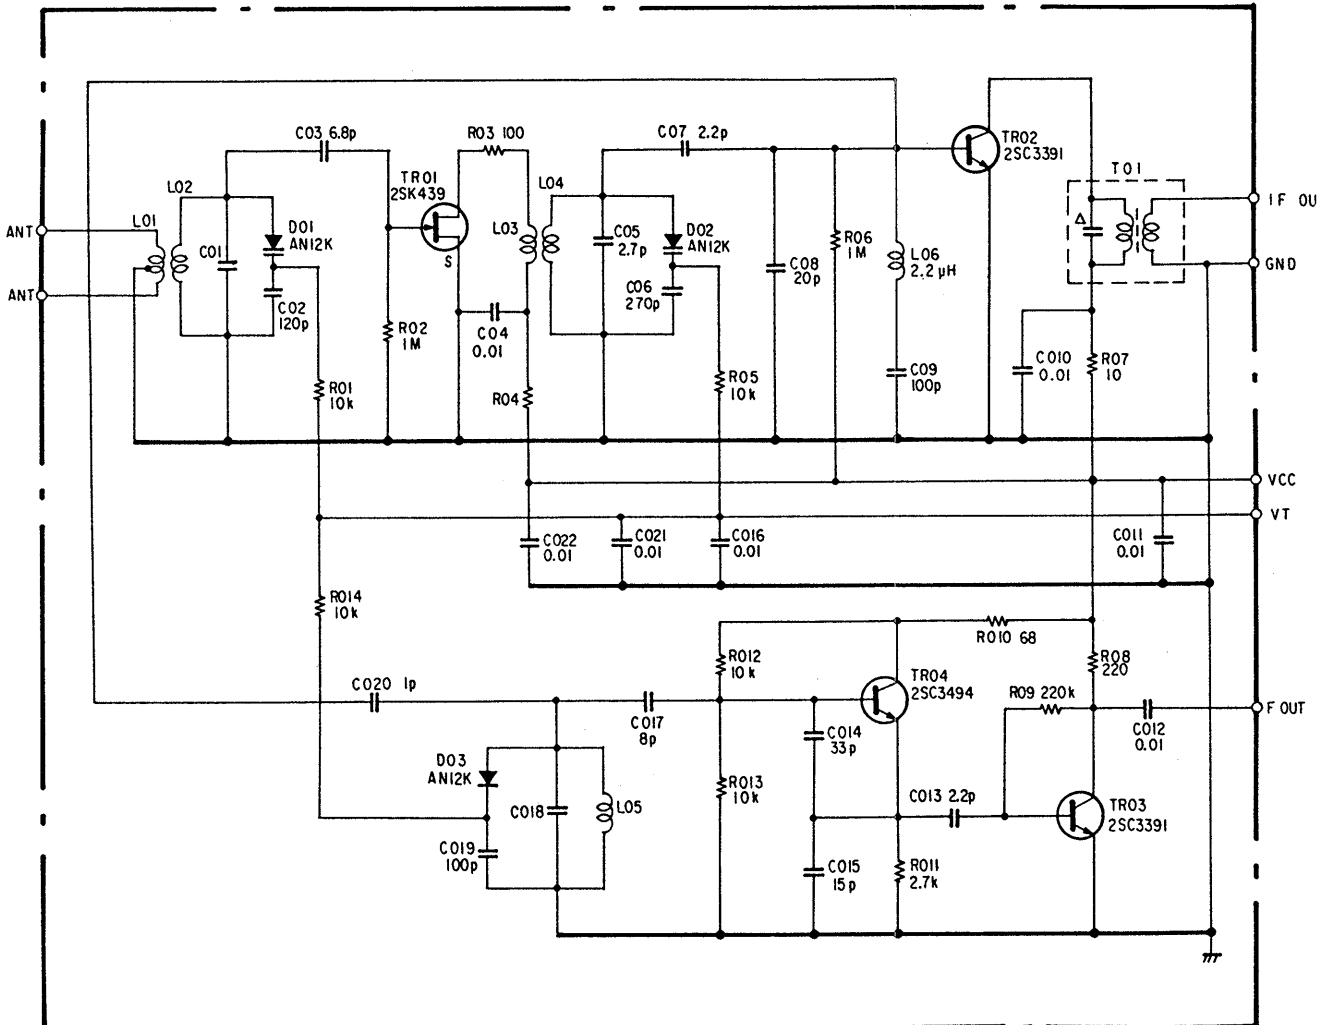 C03 6.8p
R03 100
C07 2.2p
TR02
2SC3391
TR01
2SK439
T01
L02
L04
IF OU
L01
D01
AN12K
L03
C05
2.7p
D02
AN12K
Δ
ANT
R06
1M
C01
S
L06
2.2μH
C08
20p
GND
ANT
C02
120p
C06
270p
R02
1M
C04
0.01
C010
0.01
R07
10
R01
10k
R04
R05
10k
C09
100p
VCC
VT
C022
0.01
C021
0.01
C016
0.01
C011
0.01
R014
10k
R010 68
R012
10k
R08
220
TR04
2SC3494
C020 1p
R09 220k
F OUT
C017
8p
C014
33p
C012
0.01
D03
AN12K
R013
10k
C013 2.2p
TR03
2SC3391
C018
L05
C019
100p
C015
15p
R011
2.7k